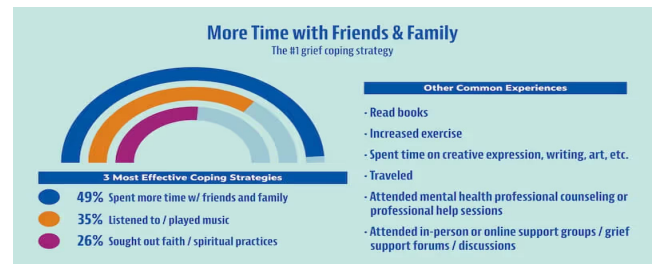 More Time with Friends & Family
The #1 grief coping strategy
3 Most Effective Coping Strategies
49% Spent more time w/ friends and family
35% Listened to / played music
26% Sought out faith / spiritual practices
Other Common Experiences
- Read books
- Increased exercise
- Spent time on creative expression, writing, art, etc.
- Traveled
- Attended mental health professional counseling or
professional help sessions
- Attended in-person or online support groups / grief
support forums / discussions